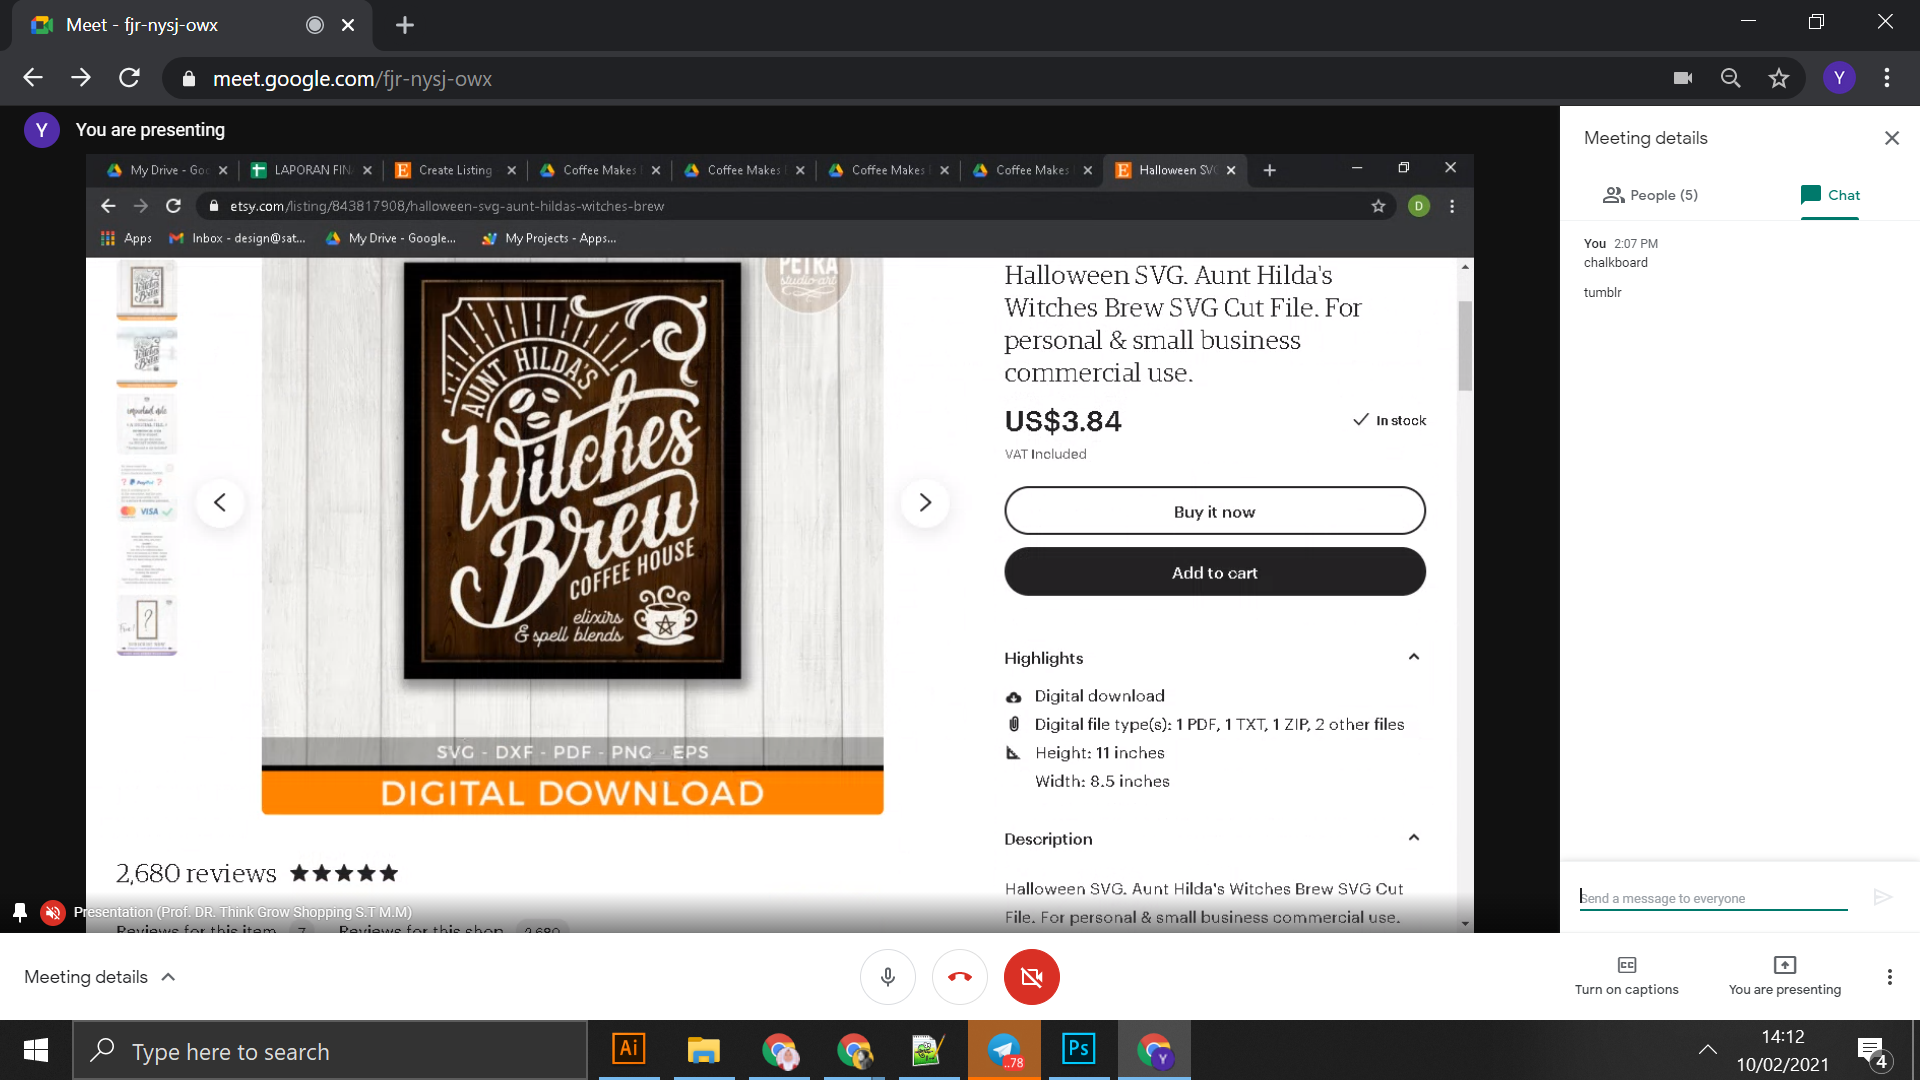 Meet - fjr-nysj-owx
meet.google.com/fjr-nysj-owx
Y
Y
You are presenting
My Drive - Goo
LAPORAN FIN
Create Listing
Coffee Makes
Coffee Makes
Coffee Makes
Coffee Makes
Halloween SV
etsy.com/listing/843817908/halloween-svg-aunt-hildas-witches-brew
D
Apps
Inbox - design@sat...
My Drive - Google...
My Projects - Apps...
PETRA
studio-art
AUNT HILDA'S
Witches
Brew
COFFEE HOUSE
elixirs
& spell blends
SVG - DXF - PDF - PNG - EPS
DIGITAL DOWNLOAD
PayPal
VISA
Halloween SVG. Aunt Hilda's
Witches Brew SVG Cut File. For
personal & small business
commercial use.
US$3.84
In stock
VAT Included
Buy it now
Add to cart
Highlights
Digital download
Digital file type(s): 1 PDF, 1 TXT, 1 ZIP, 2 other files
Height: 11 inches
Width: 8.5 inches
Description
Halloween SVG. Aunt Hilda's Witches Brew SVG Cut
File. For personal & small business commercial use.
2,680 reviews
Presentation (Prof. DR. Think Grow Shopping S.T M.M)
Reviews for this item 7
Reviews for this shop 2,680
Meeting details
People (5)
Chat
You 2:07 PM
chalkboard
tumblr
Send a message to everyone
Meeting details
Turn on captions
You are presenting
Type here to search
Ai
..78
Ps
Y
14:12
10/02/2021
4